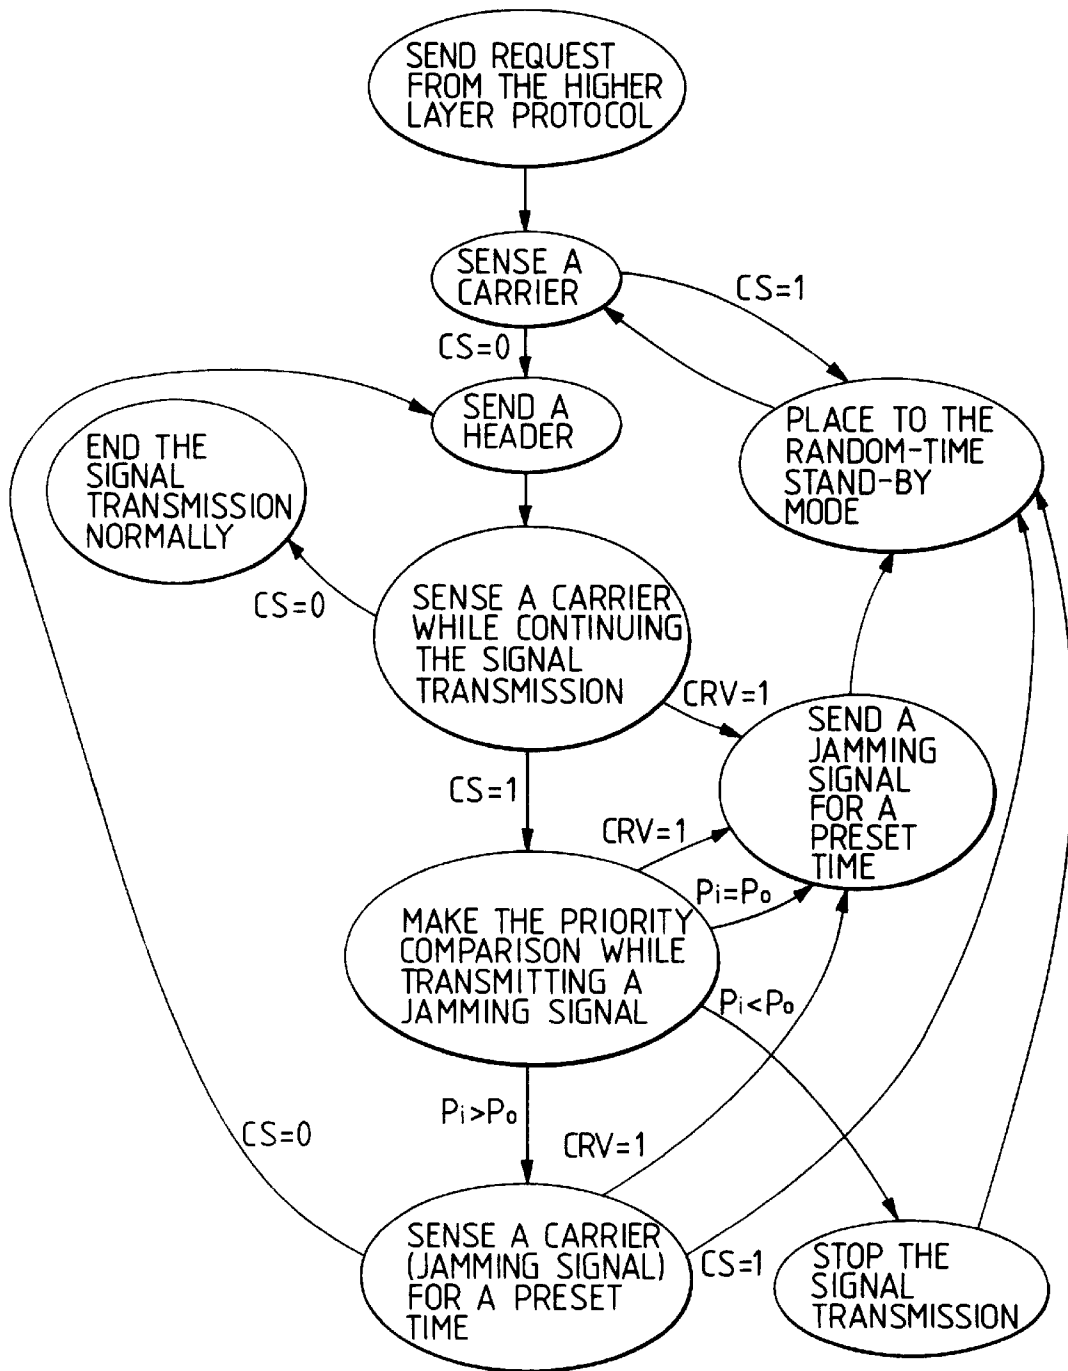 SEND REQUEST
FROM THE HIGHER
LAYER PROTOCOL
SENSE A
CARRIER
CS=1
CS=0
SEND A
HEADER
PLACE TO THE
RANDOM-TIME
STAND-BY
MODE
END THE
SIGNAL
TRANSMISSION
NORMALLY
CS=0
SENSE A CARRIER
WHILE CONTINUING
THE SIGNAL
TRANSMISSION
CRV=1
SEND A
JAMMING
SIGNAL
FOR A
PRESET
TIME
CS=1
CRV=1
Pi=Po
MAKE THE PRIORITY
COMPARISON WHILE
TRANSMITTING A
JAMMING SIGNAL
Pi<Po
Pi>Po
CS=0
CRV=1
SENSE A CARRIER
(JAMMING SIGNAL)
FOR A PRESET
TIME
CS=1
STOP THE
SIGNAL
TRANSMISSION